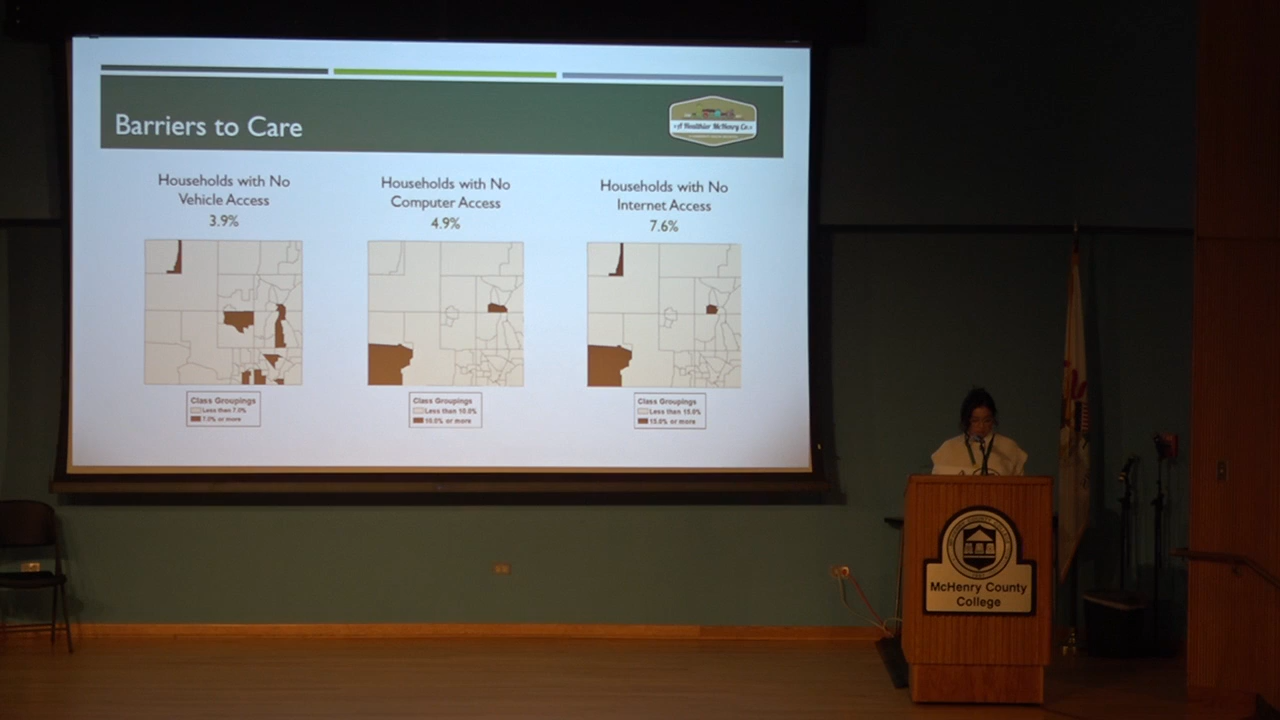 Barriers to Care
A Healthier McHenry Co.
Households with No
Vehicle Access
3.9%
Households with No
Computer Access
4.9%
Households with No
Internet Access
7.6%
Class Groupings
Less than 7.0%
7.0% or more
Class Groupings
Less than 10.0%
10.0% or more
Class Groupings
Less than 15.0%
15.0% or more
McHenry County
College